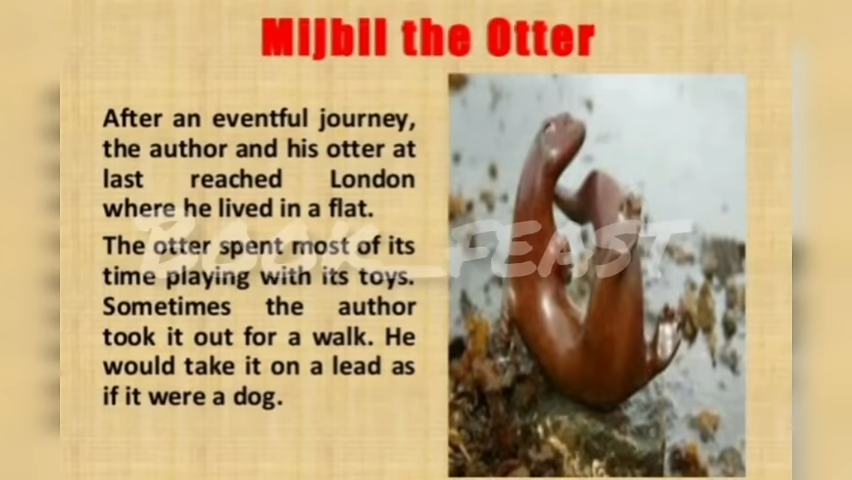 Mijbil the Otter
After an eventful journey,
the author and his otter at
last reached London
where he lived in a flat.
The otter spent most of its
time playing with its toys.
Sometimes the author
took it out for a walk. He
would take it on a lead as
if it were a dog.
BOOK_FEAST